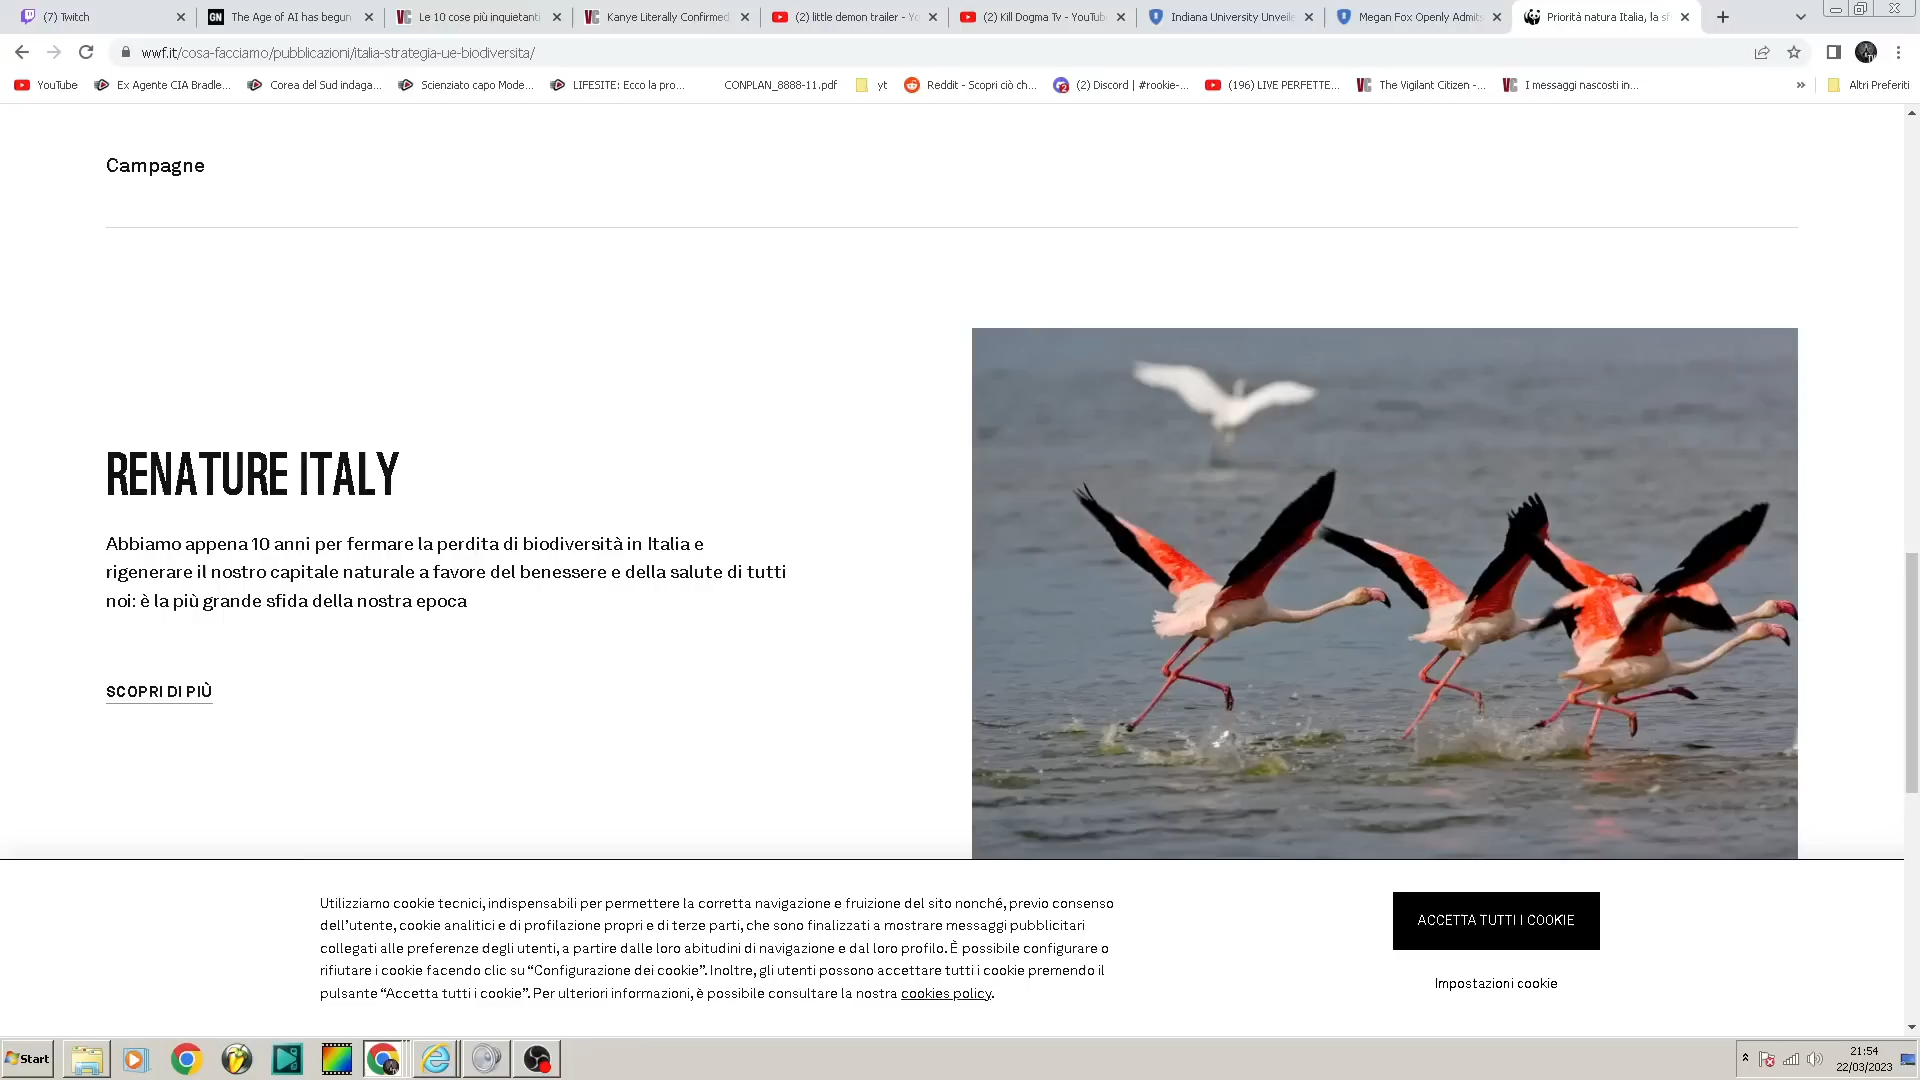 (7) Twitch
The Age of AI has begun
Le 10 cose più inquietanti
Kanye Literally Confirmed
(2) little demon trailer - Yo
(2) Kill Dogma Tv - YouTube
Indiana University Unveile
Megan Fox Openly Admits
Priorità natura Italia, la sf
wwf.it/cosa-facciamo/pubblicazioni/italia-strategia-ue-biodiversita/
YouTube
Ex Agente CIA Bradle...
Corea del Sud indaga...
Scienziato capo Mode...
LIFESITE: Ecco la pro...
CONPLAN_8888-11.pdf
yt
Reddit - Scopri ciò ch...
(2) Discord | #rookie-...
(196) LIVE PERFETTE...
The Vigilant Citizen -...
I messaggi nascosti in...
»
Altri Preferiti
Campagne
RENATURE ITALY
Abbiamo appena 10 anni per fermare la perdita di biodiversità in Italia e
rigenerare il nostro capitale naturale a favore del benessere e della salute di tutti
noi: è la più grande sfida della nostra epoca
SCOPRI DI PIÙ
Utilizziamo cookie tecnici, indispensabili per permettere la corretta navigazione e fruizione del sito nonché, previo consenso
dell'utente, cookie analitici e di profilazione propri e di terze parti, che sono finalizzati a mostrare messaggi pubblicitari
collegati alle preferenze degli utenti, a partire dalle loro abitudini di navigazione e dal loro profilo. È possibile configurare o
rifiutare i cookie facendo clic su “Configurazione dei cookie”. Inoltre, gli utenti possono accettare tutti i cookie premendo il
pulsante “Accetta tutti i cookie”. Per ulteriori informazioni, è possibile consultare la nostra cookies policy.
ACCETTA TUTTI I COOKIE
Impostazioni cookie
Start
21:54
22/03/2023